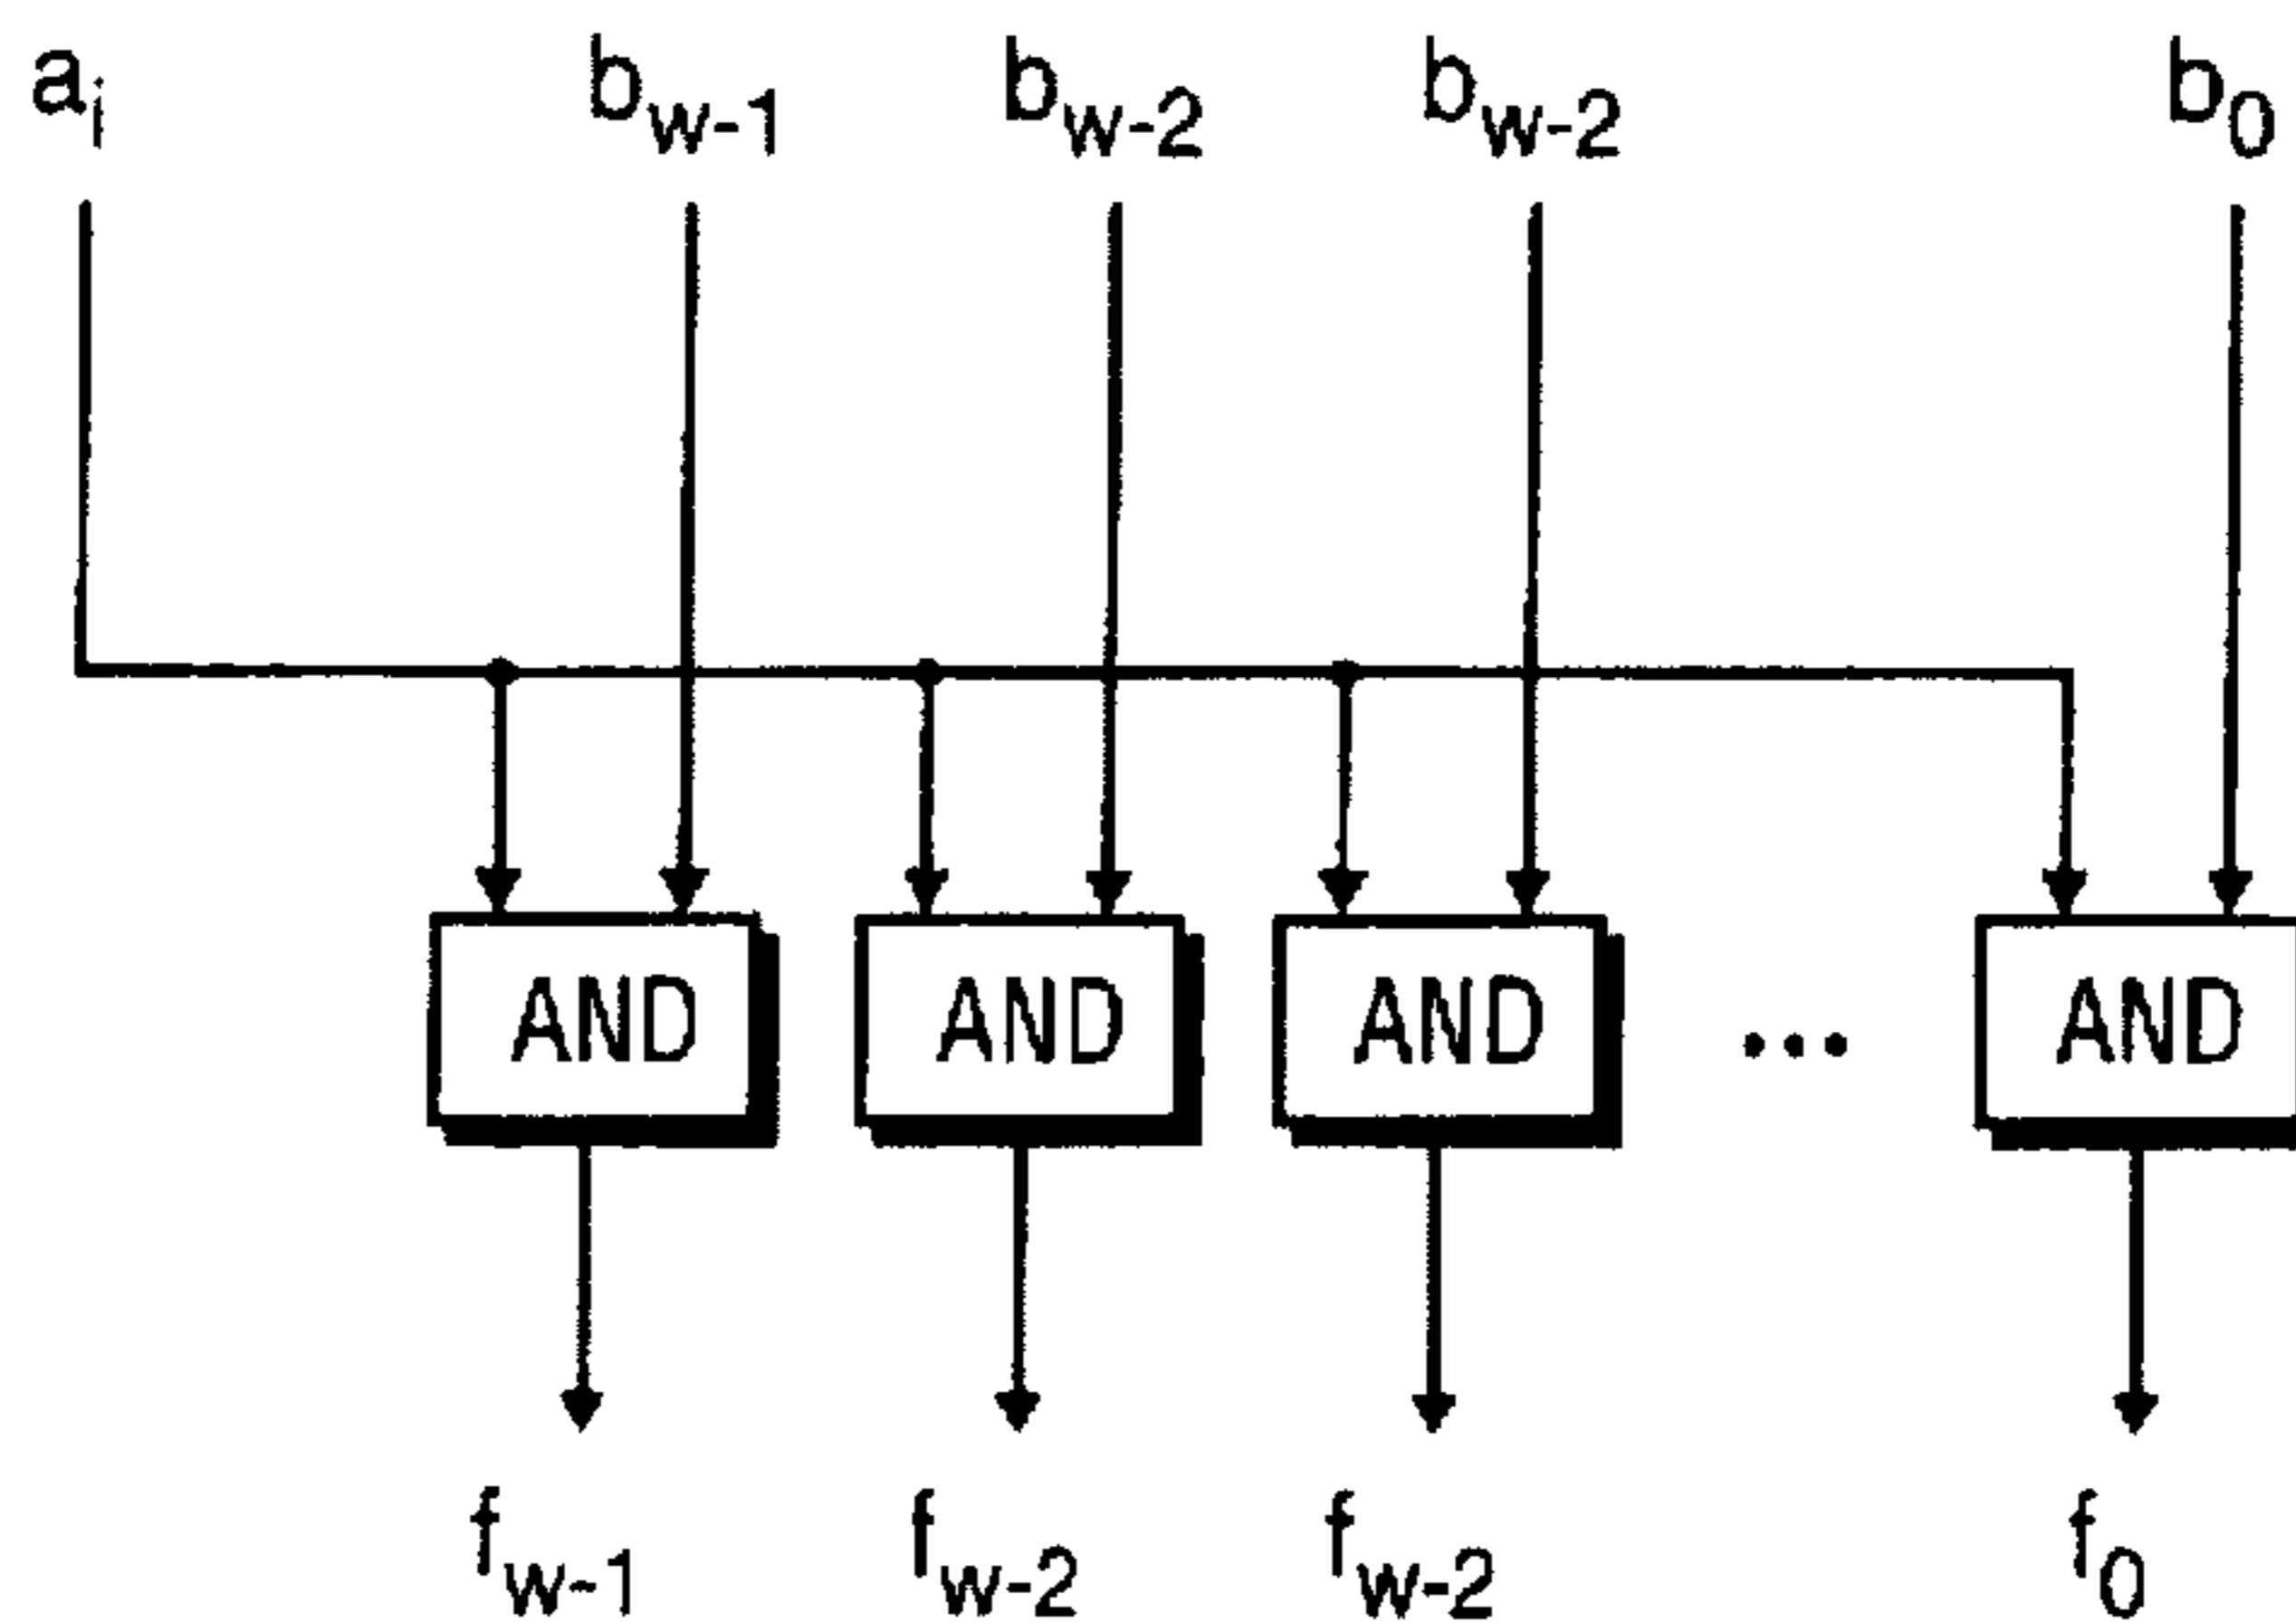 a_i b_w-1 b_w-2 b_w-2 b_0
AND AND AND ... AND
f_w-1 f_w-2 f_w-2 f_0